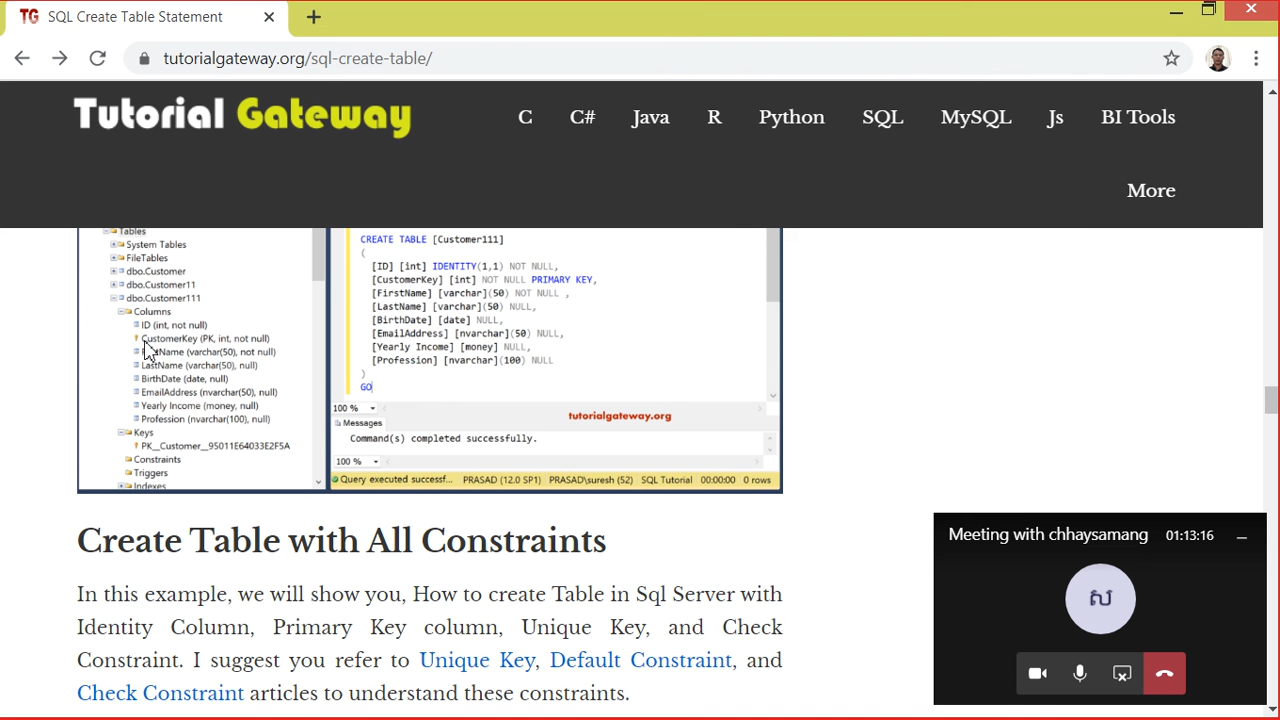 TG SQL Create Table Statement
tutorialgateway.org/sql-create-table/
Tutorial Gateway
C C# Java R Python SQL MySQL Js BI Tools
More
Tables
System Tables
FileTables
dbo.Customer
dbo.Customer11
dbo.Customer111
Columns
ID (int, not null)
CustomerKey (PK, int, not null)
Name (varchar(50), not null)
LastName (varchar(50), null)
BirthDate (date, null)
EmailAddress (nvarchar(50), null)
Yearly Income (money, null)
Profession (nvarchar(100), null)
Keys
PK__Customer__95011E64033E2F5A
Constraints
Triggers
Indexes
CREATE TABLE [Customer111]
(
[ID] [int] IDENTITY(1,1) NOT NULL,
[CustomerKey] [int] NOT NULL PRIMARY KEY,
[FirstName] [varchar](50) NOT NULL ,
[LastName] [varchar](50) NULL,
[BirthDate] [date] NULL,
[EmailAddress] [nvarchar](50) NULL,
[Yearly Income] [money] NULL,
[Profession] [nvarchar](100) NULL
)
GO
100 %
tutorialgateway.org
Messages
Command(s) completed successfully.
100 %
Query executed successf... PRASAD (12.0 SP1) PRASAD\suresh (52) SQL Tutorial 00:00:00 0 rows
Create Table with All Constraints
In this example, we will show you, How to create Table in Sql Server with
Identity Column, Primary Key column, Unique Key, and Check
Constraint. I suggest you refer to Unique Key, Default Constraint, and
Check Constraint articles to understand these constraints.
Meeting with chhaysamang 01:13:16
ស